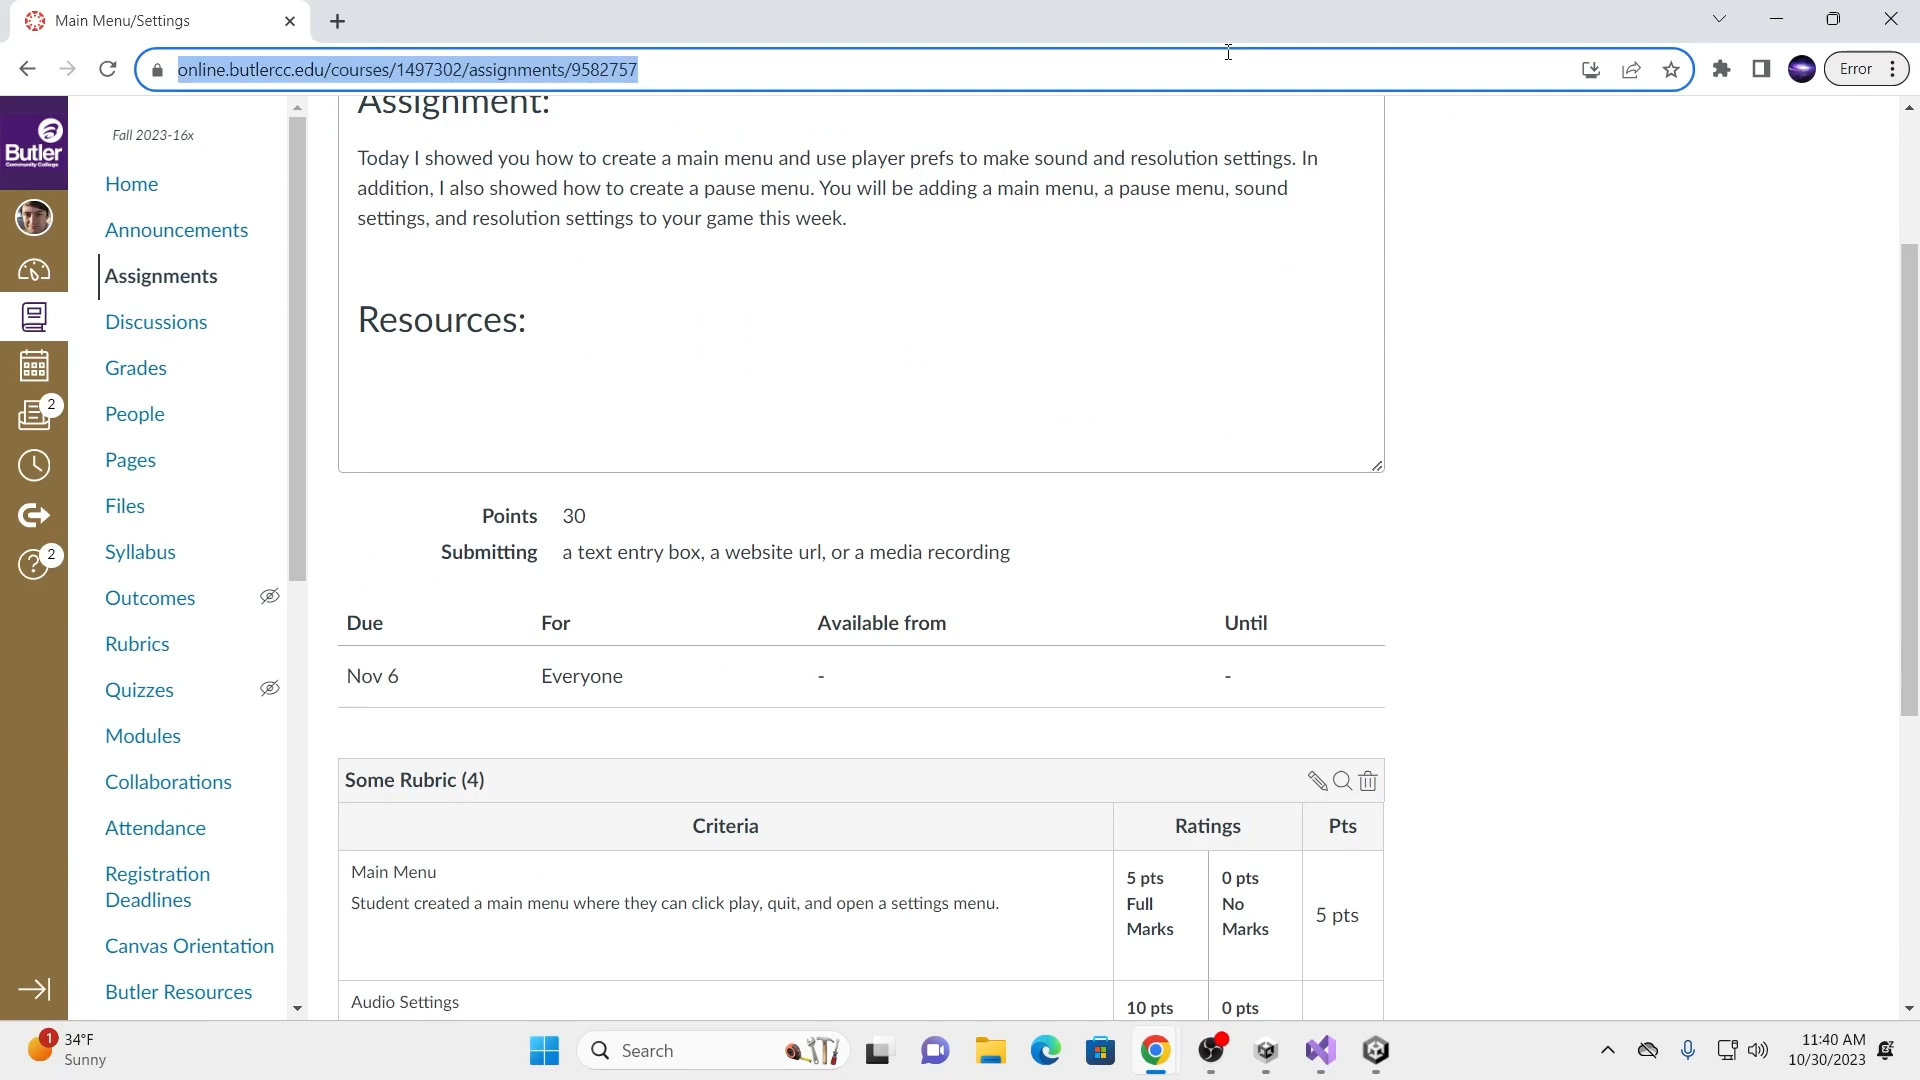 Main Menu/Settings
online.butlercc.edu/courses/1497302/assignments/9582757
Error
Butler
Community College
2
2
Fall 2023-16x
Home
Announcements
Assignments
Discussions
Grades
People
Pages
Files
Syllabus
Outcomes
Rubrics
Quizzes
Modules
Collaborations
Attendance
Registration
Deadlines
Canvas Orientation
Butler Resources
Assignment:
Today I showed you how to create a main menu and use player prefs to make sound and resolution settings. In
addition, I also showed how to create a pause menu. You will be adding a main menu, a pause menu, sound
settings, and resolution settings to your game this week.
Resources:
Points 30
Submitting a text entry box, a website url, or a media recording
Due For Available from Until
Nov 6 Everyone - -
Some Rubric (4)
Criteria Ratings Pts
Main Menu
Student created a main menu where they can click play, quit, and open a settings menu.
5 pts
Full
Marks
0 pts
No
Marks
5 pts
Audio Settings
10 pts
0 pts
1
34°F
Sunny
Search
11:40 AM
10/30/2023